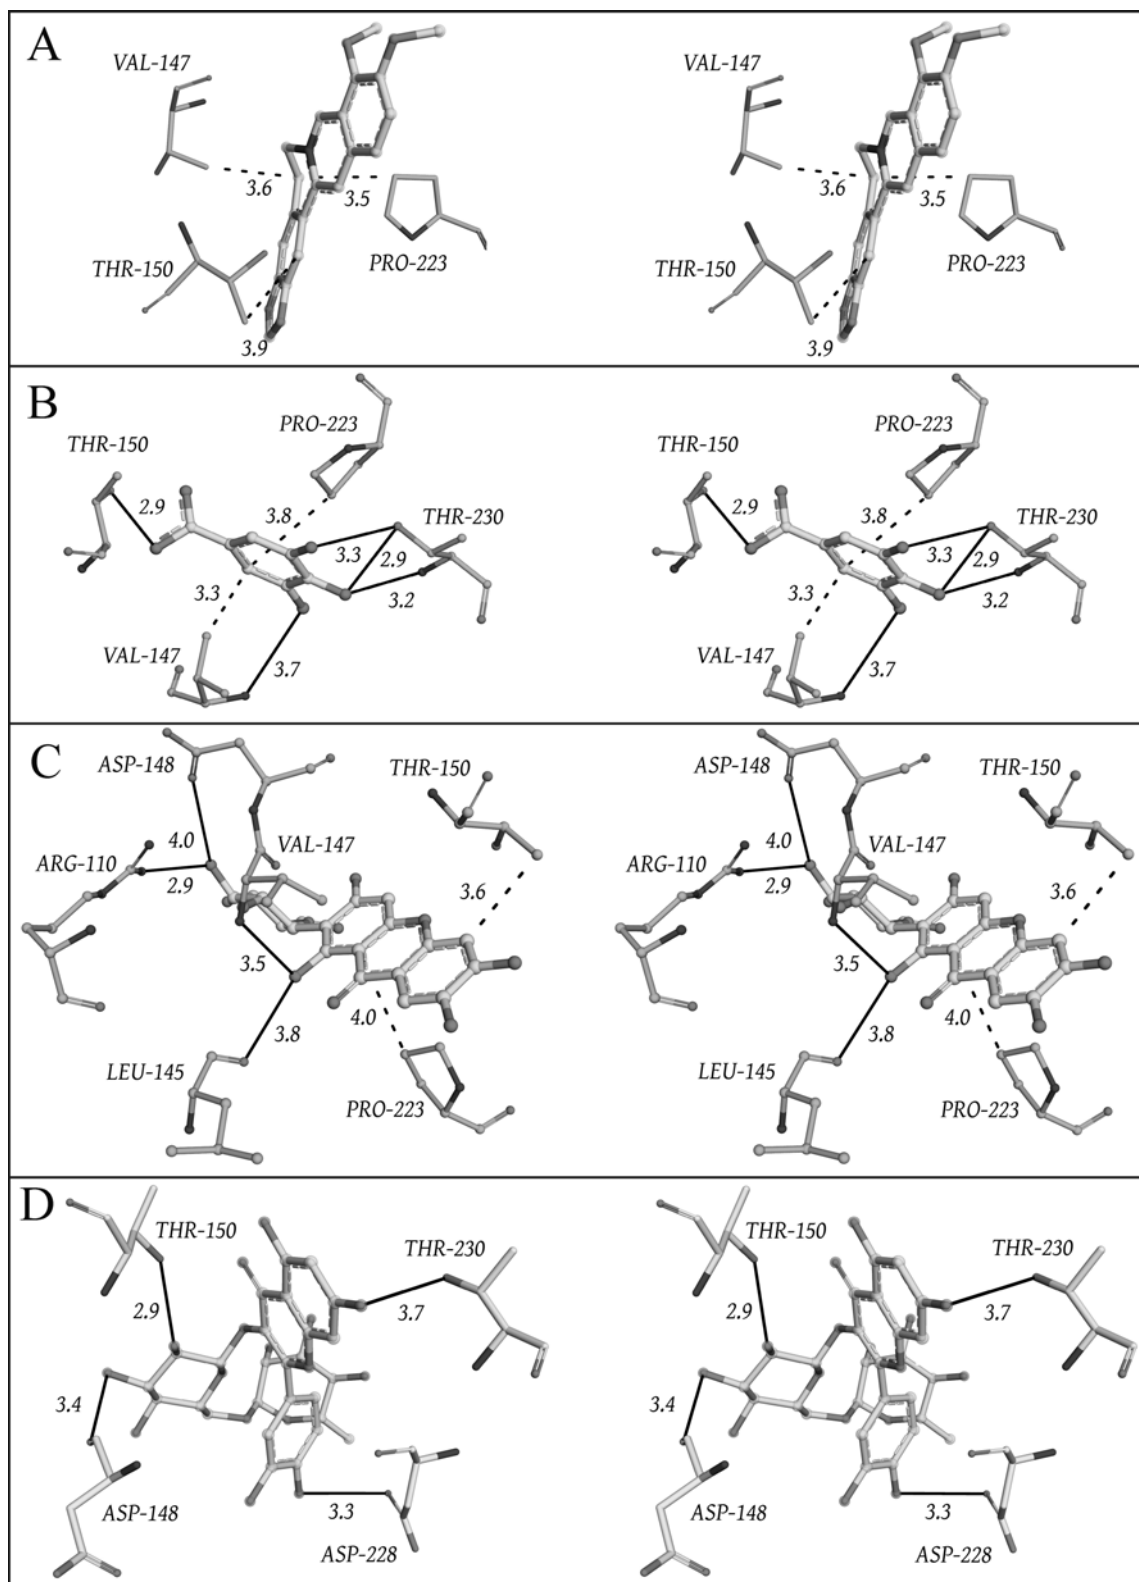 A
VAL-147 VAL-147
3.6 3.5 3.6 3.5
THR-150 PRO-223 THR-150 PRO-223
3.9 3.9
B
PRO-223 PRO-223
THR-150 THR-150
2.9 3.8 THR-230 2.9 3.8 THR-230
3.3 2.9 3.3 2.9
3.3 3.2 3.3 3.2
VAL-147 3.7 VAL-147 3.7
C
ASP-148 THR-150 ASP-148 THR-150
4.0 VAL-147 4.0 VAL-147
ARG-110 2.9 3.6 ARG-110 2.9 3.6
3.5 3.5
4.0 4.0
3.8 3.8
LEU-145 PRO-223 LEU-145 PRO-223
D
THR-150 THR-230 THR-150 THR-230
2.9 3.7 2.9 3.7
3.4 3.4
ASP-148 3.3 ASP-148 3.3
ASP-228 ASP-228